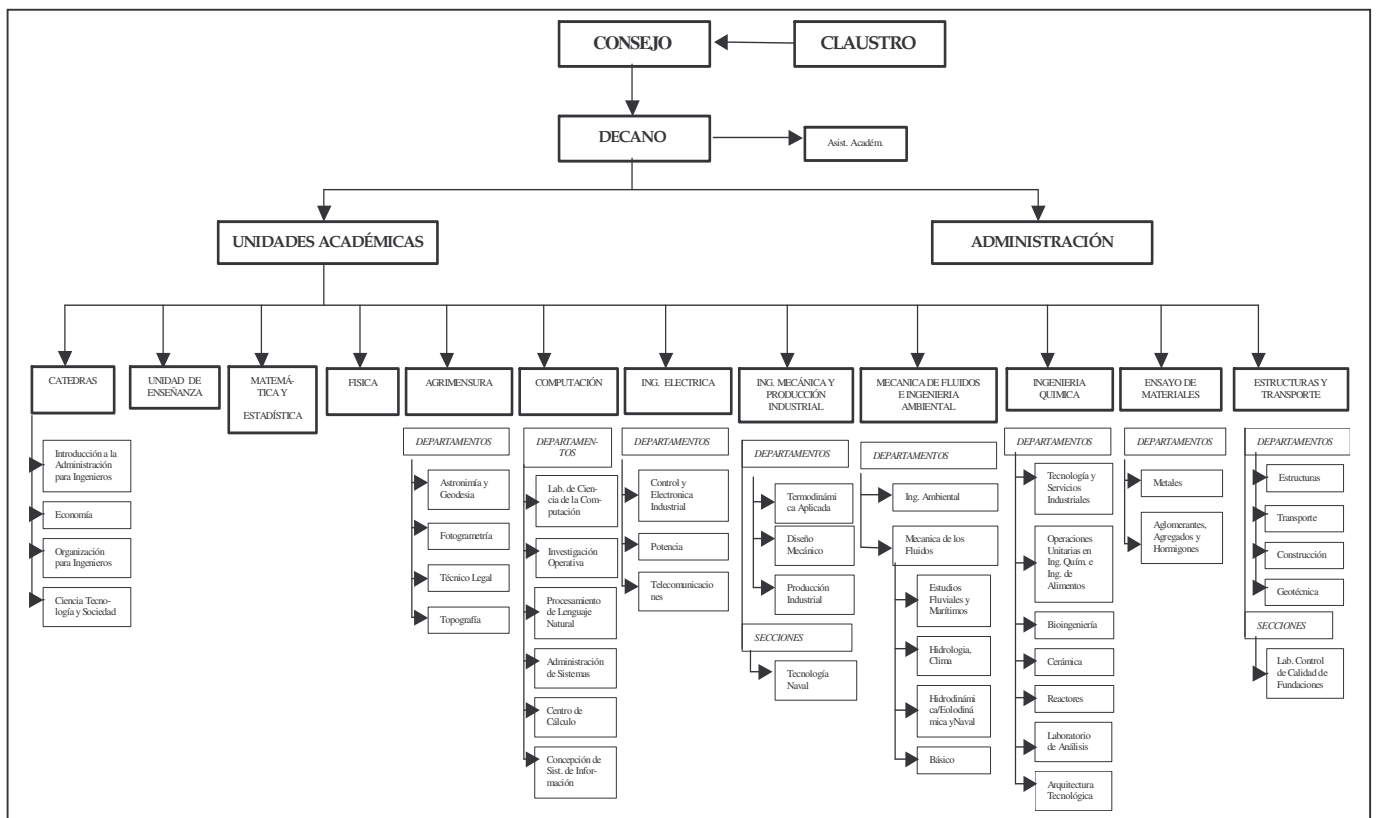 CONSEJO
CLAUSTRO
DECANO
Asist. Académ.
UNIDADES ACADÉMICAS
ADMINISTRACIÓN
CATEDRAS
UNIDAD DE
ENSEÑANZA
MATEMÁ-
TICA Y
ESTADÍSTICA
FISICA
AGRIMENSURA
COMPUTACIÓN
ING. ELECTRICA
ING. MECÁNICA Y
PRODUCCIÓN
INDUSTRIAL
MECANICA DE FLUIDOS
E INGENIERIA
AMBIENTAL
INGENIERIA
QUIMICA
ENSAYO DE
MATERIALES
ESTRUCTURAS Y
TRANSPORTE
Introducción a la
Administración
para Ingenieros
Economía
Organización
para Ingenieros
Ciencia Tecno-
logía y Sociedad
DEPARTAMENTOS
Astronimía y
Geodesia
Fotogrametría
Técnico Legal
Topografía
DEPARTAMEN-
TOS
Lab. de Cien-
cia de la Com-
putación
Investigación
Operativa
Procesamiento
de Lenguaje
Natural
Administración
de Sistemas
Centro de
Cálculo
Concepción de
Sist. de Infor-
mación
DEPARTAMENTOS
Control y
Electronica
Industrial
Potencia
Telecomunicacio
nes
DEPARTAMENTOS
Termodinámi
ca Aplicada
Diseño
Mecánico
Producción
Industrial
SECCIONES
Tecnología
Naval
DEPARTAMENTOS
Ing. Ambiental
Mecanica de los
Fluidos
Estudios
Fluviales y
Marítimos
Hidrologia,
Clima
Hidrodinámi
ca/Eolodiná
mica yNaval
Básico
DEPARTAMENTOS
Tecnología y
Servicios
Industriales
Operaciones
Unitarias en
Ing. Quím. e
Ing. de
Alimentos
Bioingeniería
Cerámica
Reactores
Laboratorio
de Análisis
Arquitectura
Tecnológica
DEPARTAMENTOS
Metales
Aglomerantes,
Agregados y
Hormigones
DEPARTAMENTOS
Estructuras
Transporte
Construcción
Geotécnica
SECCIONES
Lab. Control
de Calidad de
Fundaciones